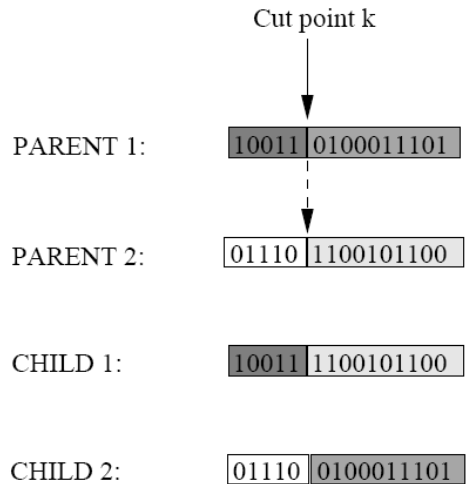 Cut point k
PARENT 1: 10011 0100011101
PARENT 2: 01110 1100101100
CHILD 1: 10011 1100101100
CHILD 2: 01110 0100011101